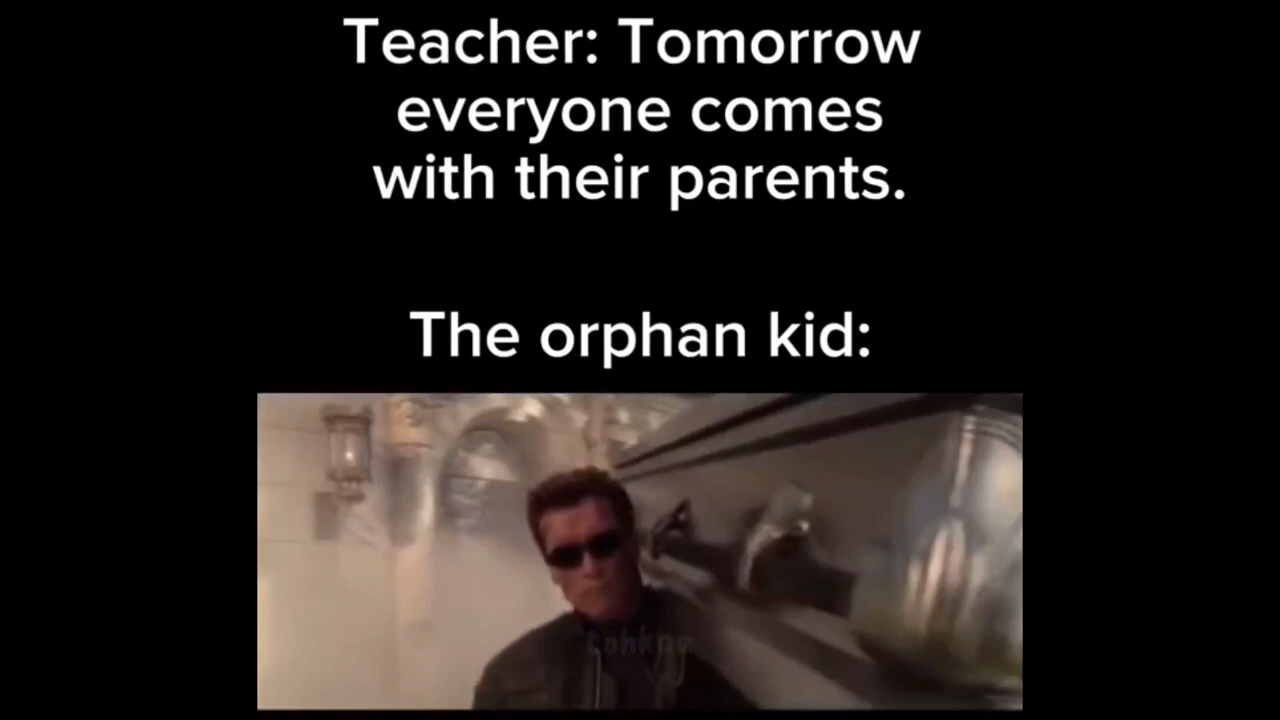 Teacher: Tomorrow
everyone comes
with their parents.
The orphan kid: